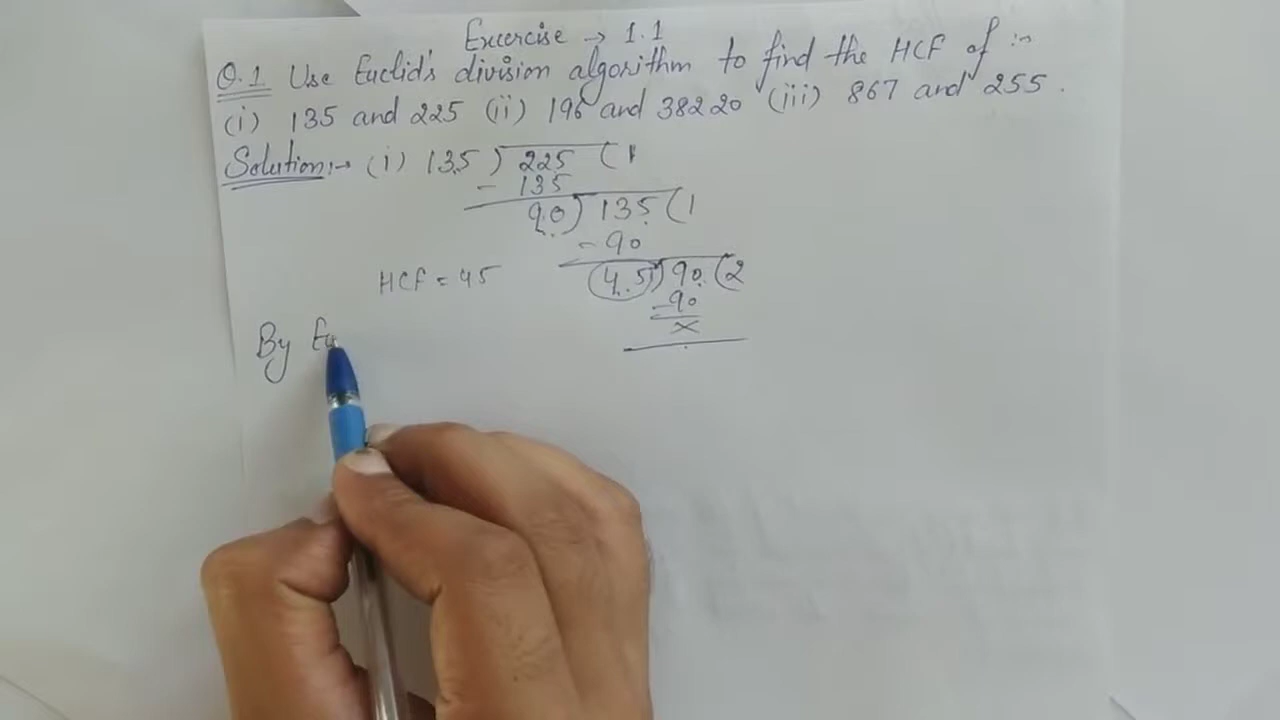 Excercise → 1.1
Q.1 Use Euclid's division algorithm to find the HCF of :-
(i) 135 and 225 (ii) 196 and 38220 (iii) 867 and 255.
Solution:→ (i) 135 ) 225 ( 1
- 135
90 ) 135 ( 1
- 90
HCF = 45 45 ) 90 ( 2
- 90
x
By Eu